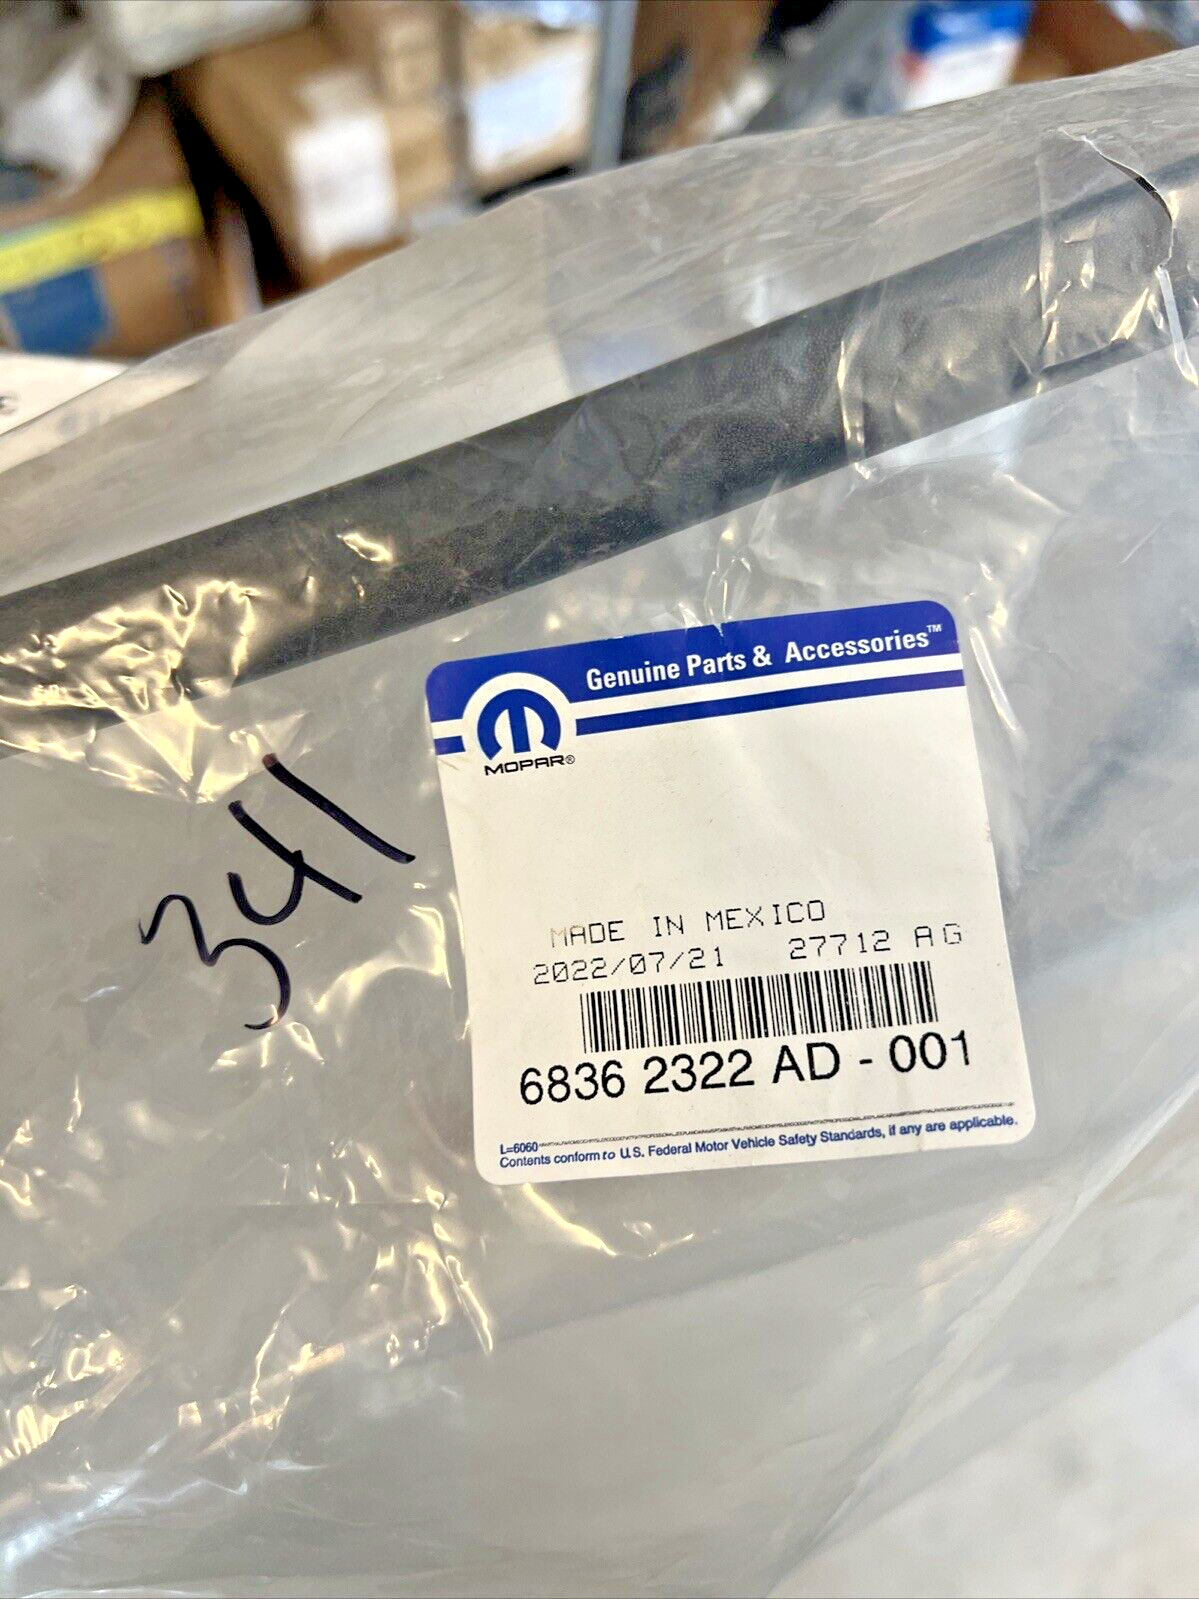 Genuine Parts & Accessories™
MOPAR®
341
MADE IN MEXICO
2022/07/21 27712 AG
6836 2322 AD - 001
L=6060
Contents conform to U.S. Federal Motor Vehicle Safety Standards, if any are applicable.